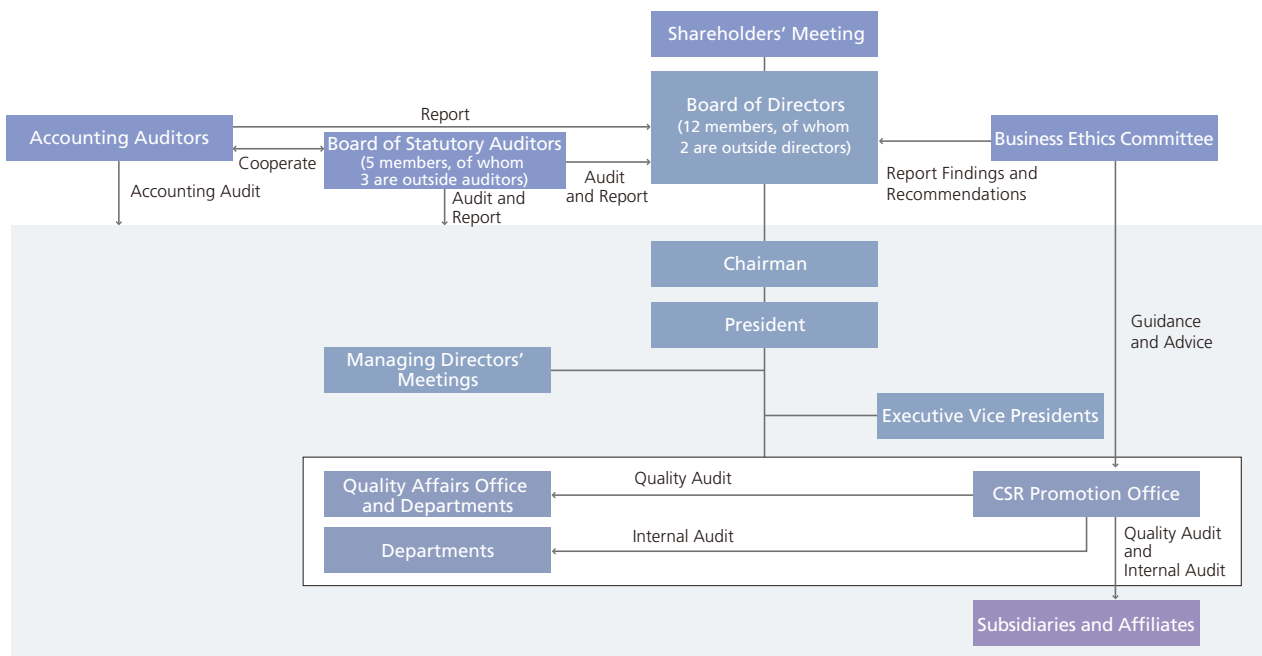 Shareholders’ Meeting
Board of Directors
(12 members, of whom
2 are outside directors)
Report
Accounting Auditors
Board of Statutory Auditors
(5 members, of whom
3 are outside auditors)
Business Ethics Committee
Cooperate
Audit
and Report
Report Findings and
Recommendations
Accounting Audit
Audit and
Report
Chairman
President
Guidance
and Advice
Managing Directors’
Meetings
Executive Vice Presidents
Quality Affairs Office
and Departments
Quality Audit
CSR Promotion Office
Departments
Internal Audit
Quality Audit
and
Internal Audit
Subsidiaries and Affiliates